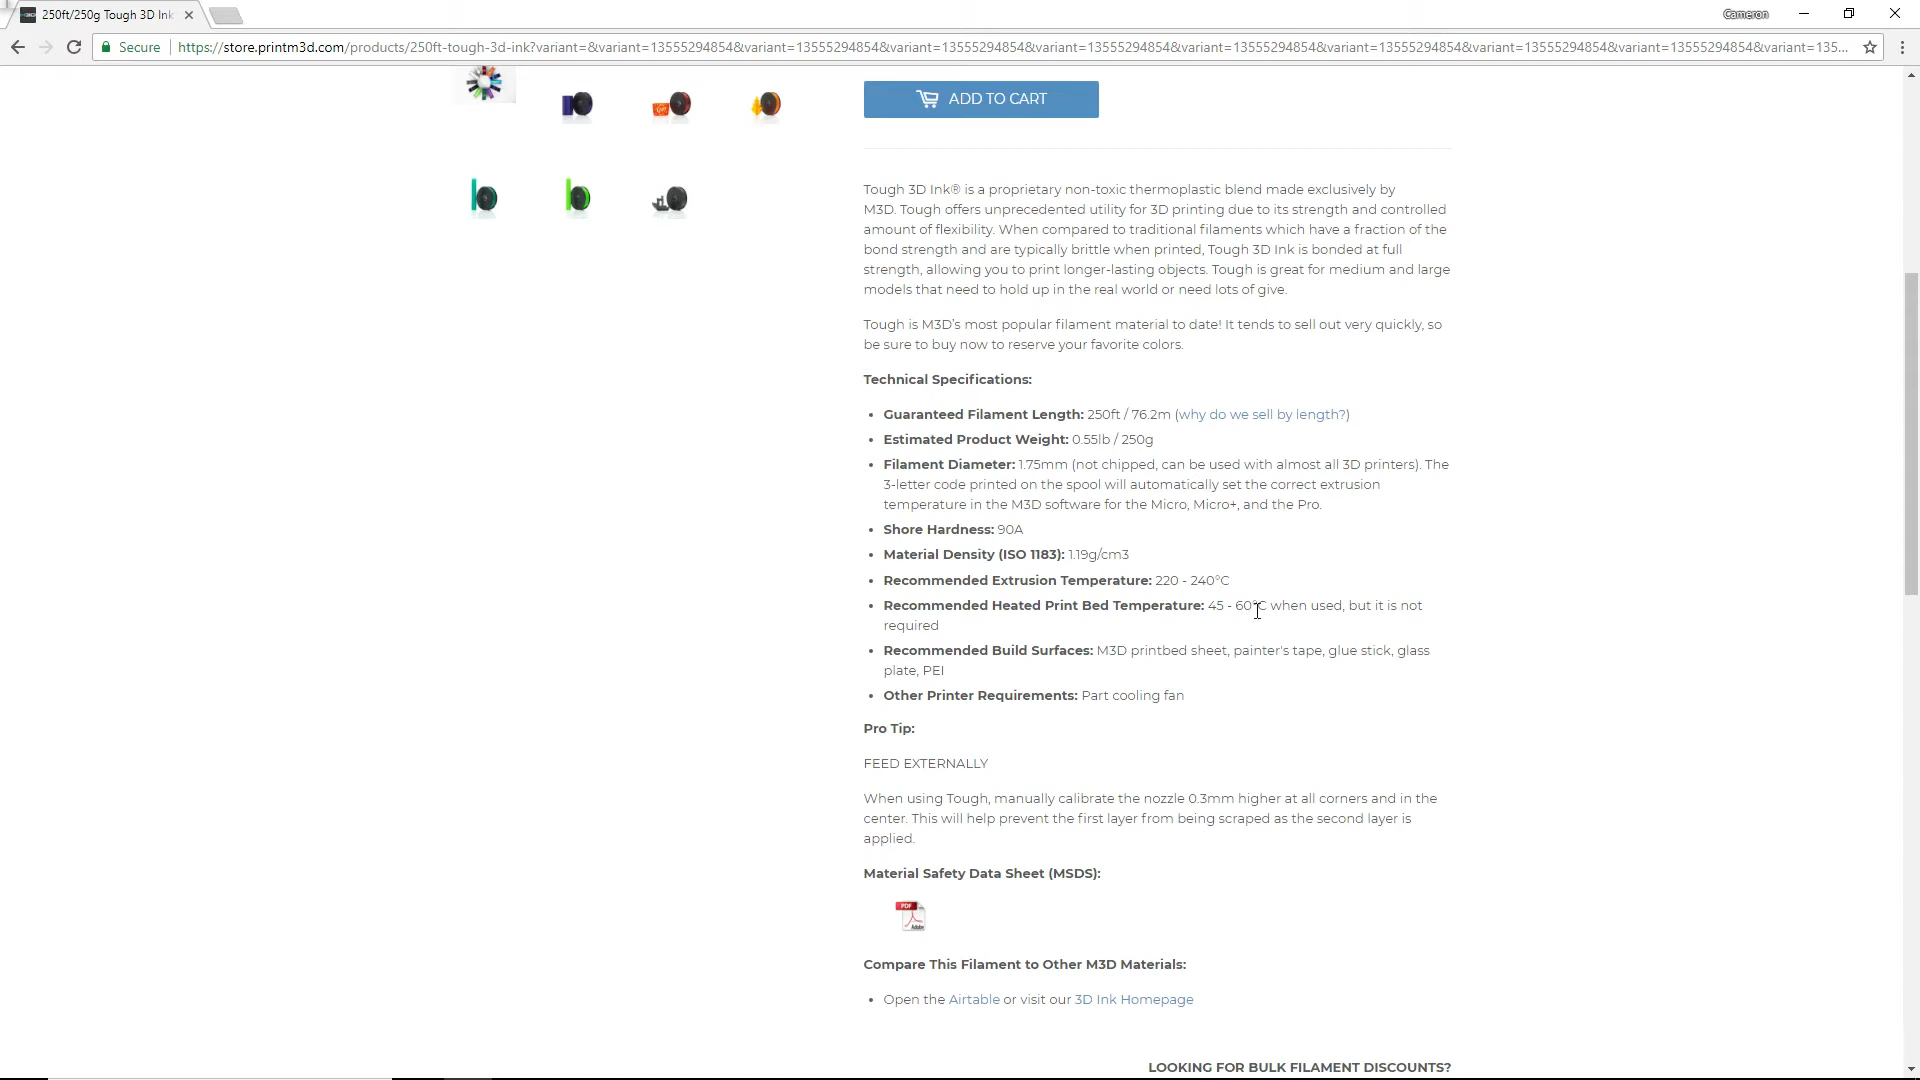 250ft/250g Tough 3D Ink
Cameron
Secure
https://store.printm3d.com/products/250ft-tough-3d-ink?variant=&variant=13555294854&variant=13555294854&variant=13555294854&variant=13555294854&variant=13555294854&variant=13555294854&variant=13555294854&variant=13555294854&variant=135...
ADD TO CART
Tough 3D Ink® is a proprietary non-toxic thermoplastic blend made exclusively by
M3D. Tough offers unprecedented utility for 3D printing due to its strength and controlled
amount of flexibility. When compared to traditional filaments which have a fraction of the
bond strength and are typically brittle when printed, Tough 3D Ink is bonded at full
strength, allowing you to print longer-lasting objects. Tough is great for medium and large
models that need to hold up in the real world or need lots of give.
Tough is M3D's most popular filament material to date! It tends to sell out very quickly, so
be sure to buy now to reserve your favorite colors.
Technical Specifications:
• Guaranteed Filament Length: 250ft / 76.2m (why do we sell by length?)
• Estimated Product Weight: 0.55lb / 250g
• Filament Diameter: 1.75mm (not chipped, can be used with almost all 3D printers). The
3-letter code printed on the spool will automatically set the correct extrusion
temperature in the M3D software for the Micro, Micro+, and the Pro.
• Shore Hardness: 90A
• Material Density (ISO 1183): 1.19g/cm3
• Recommended Extrusion Temperature: 220 - 240°C
• Recommended Heated Print Bed Temperature: 45 - 60°C when used, but it is not
required
• Recommended Build Surfaces: M3D printbed sheet, painter's tape, glue stick, glass
plate, PEI
• Other Printer Requirements: Part cooling fan
Pro Tip:
FEED EXTERNALLY
When using Tough, manually calibrate the nozzle 0.3mm higher at all corners and in the
center. This will help prevent the first layer from being scraped as the second layer is
applied.
Material Safety Data Sheet (MSDS):
PDF
Adobe
Compare This Filament to Other M3D Materials:
• Open the Airtable or visit our 3D Ink Homepage
LOOKING FOR BULK FILAMENT DISCOUNTS?